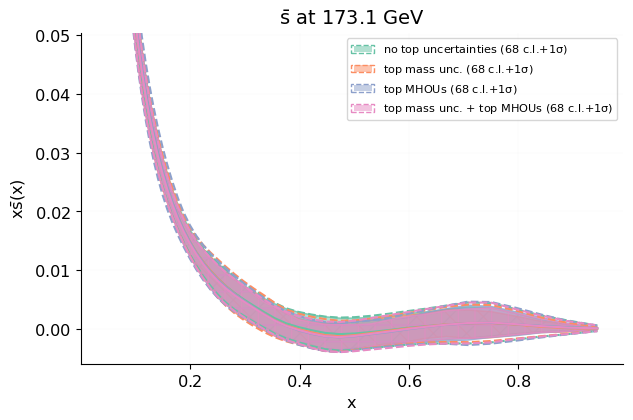 s̄ at 173.1 GeV
no top uncertainties (68 c.l.+1σ)
top mass unc. (68 c.l.+1σ)
top MHOUs (68 c.l.+1σ)
top mass unc. + top MHOUs (68 c.l.+1σ)
0.05
0.04
0.03
0.02
0.01
0.00
xs̄(x)
0.2
0.4
0.6
0.8
x